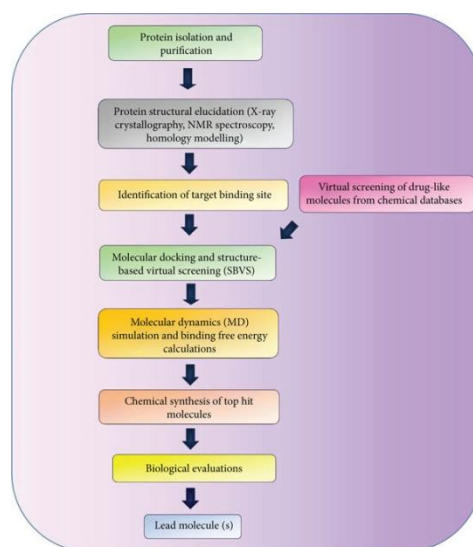 Protein isolation and
purification
Protein structural elucidation (X-ray
crystallography, NMR spectroscopy,
homology modelling)
Identification of target binding site
Virtual screening of drug-like
molecules from chemical databases
Molecular docking and structure-
based virtual screening (SBVS)
Molecular dynamics (MD)
simulation and binding free energy
calculations
Chemical synthesis of top hit
molecules
Biological evaluations
Lead molecule (s)